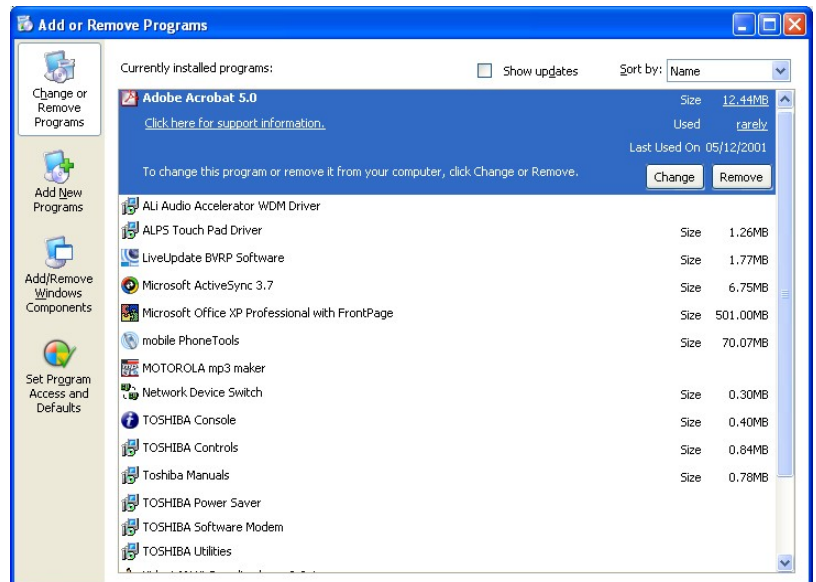 Add or Remove Programs
Change or
Remove
Programs
Add New
Programs
Add/Remove
Windows
Components
Set Program
Access and
Defaults
Currently installed programs:
Show updates
Sort by: Name
Adobe Acrobat 5.0 Size 12.44MB
Click here for support information. Used rarely
Last Used On 05/12/2001
To change this program or remove it from your computer, click Change or Remove. Change Remove
ALi Audio Accelerator WDM Driver
ALPS Touch Pad Driver Size 1.26MB
LiveUpdate BVRP Software Size 1.77MB
Microsoft ActiveSync 3.7 Size 6.75MB
Microsoft Office XP Professional with FrontPage Size 501.00MB
mobile PhoneTools Size 70.07MB
MOTOROLA mp3 maker
Network Device Switch Size 0.30MB
TOSHIBA Console Size 0.40MB
TOSHIBA Controls Size 0.84MB
Toshiba Manuals Size 0.78MB
TOSHIBA Power Saver
TOSHIBA Software Modem
TOSHIBA Utilities